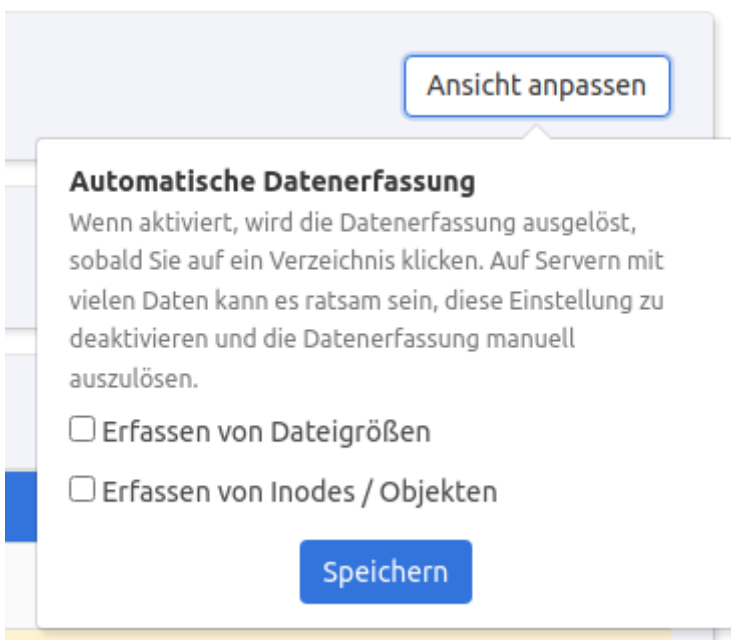 Ansicht anpassen
Automatische Datenerfassung
Wenn aktiviert, wird die Datenerfassung ausgelöst,
sobald Sie auf ein Verzeichnis klicken. Auf Servern mit
vielen Daten kann es ratsam sein, diese Einstellung zu
deaktivieren und die Datenerfassung manuell
auszulösen.
Erfassen von Dateigrößen
Erfassen von Inodes / Objekten
Speichern